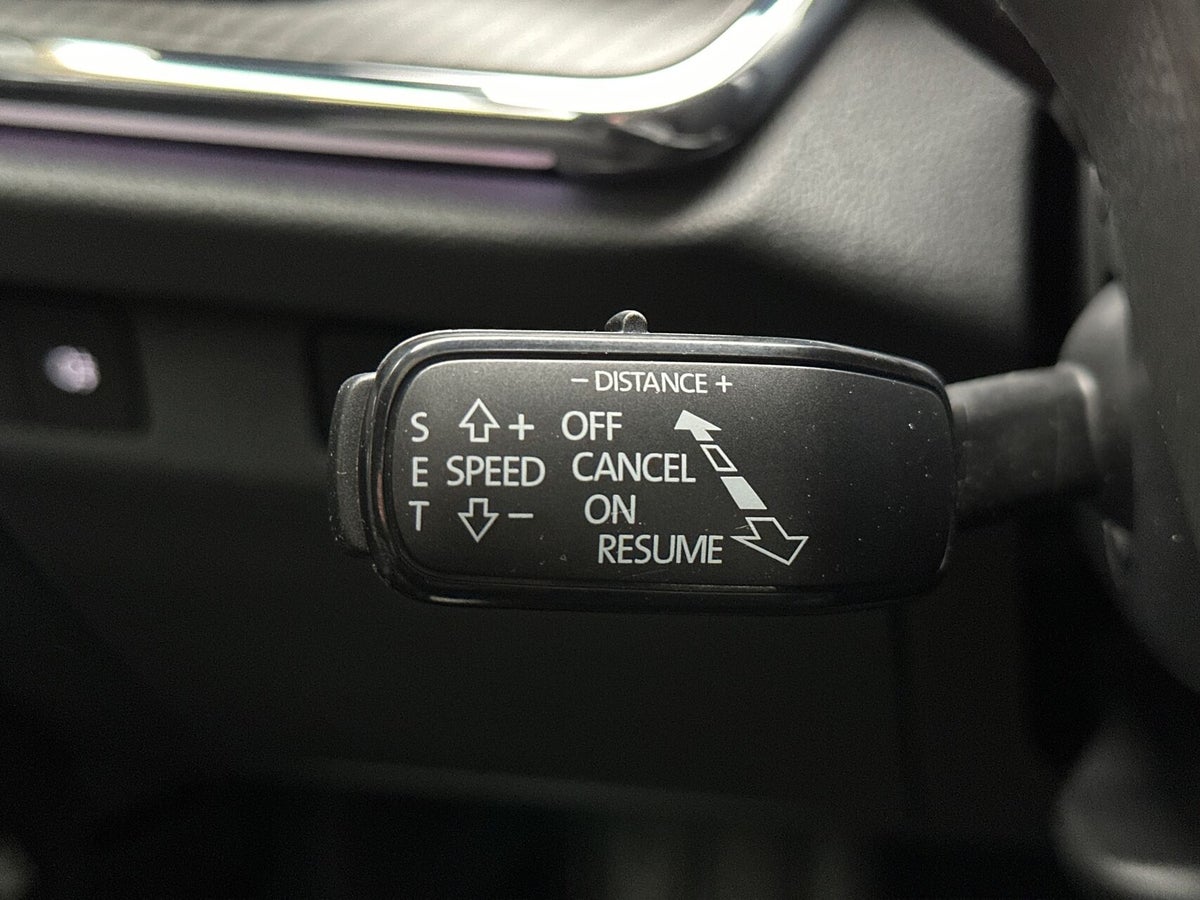 − DISTANCE +
S + OFF
E SPEED CANCEL
T − ON
RESUME